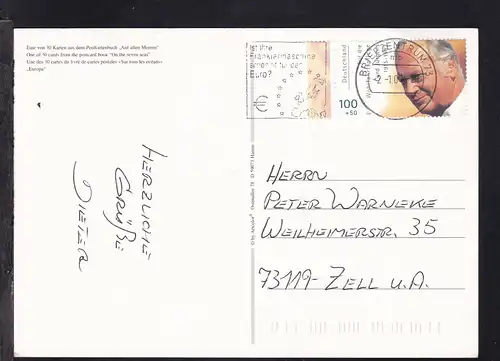 Eine von 30 Karten aus dem Postkartenbuch „Auf allen Meeren“
One of 30 cards from the postcard book "On the seven seas"
Une des 30 cartes du livre de cartes postales «Sur tous les océans»
„Europa“
Ist Ihre
Frankiermaschine
schon fit für den
Euro?
€
Deutschland
100
+50
BRIEFZENTRUM 73
HERZLICHE
GRÜßE
DIETER
HERRN
PETER WARNEKE
WEILHEIMERSTR. 35
73119-ZELL U.A.